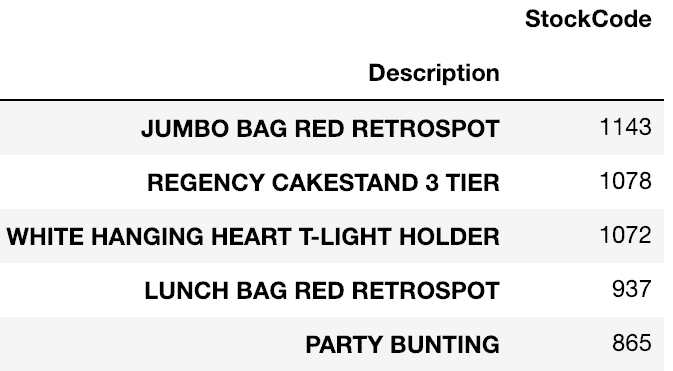 StockCode
Description
JUMBO BAG RED RETROSPOT 1143
REGENCY CAKESTAND 3 TIER 1078
WHITE HANGING HEART T-LIGHT HOLDER 1072
LUNCH BAG RED RETROSPOT 937
PARTY BUNTING 865